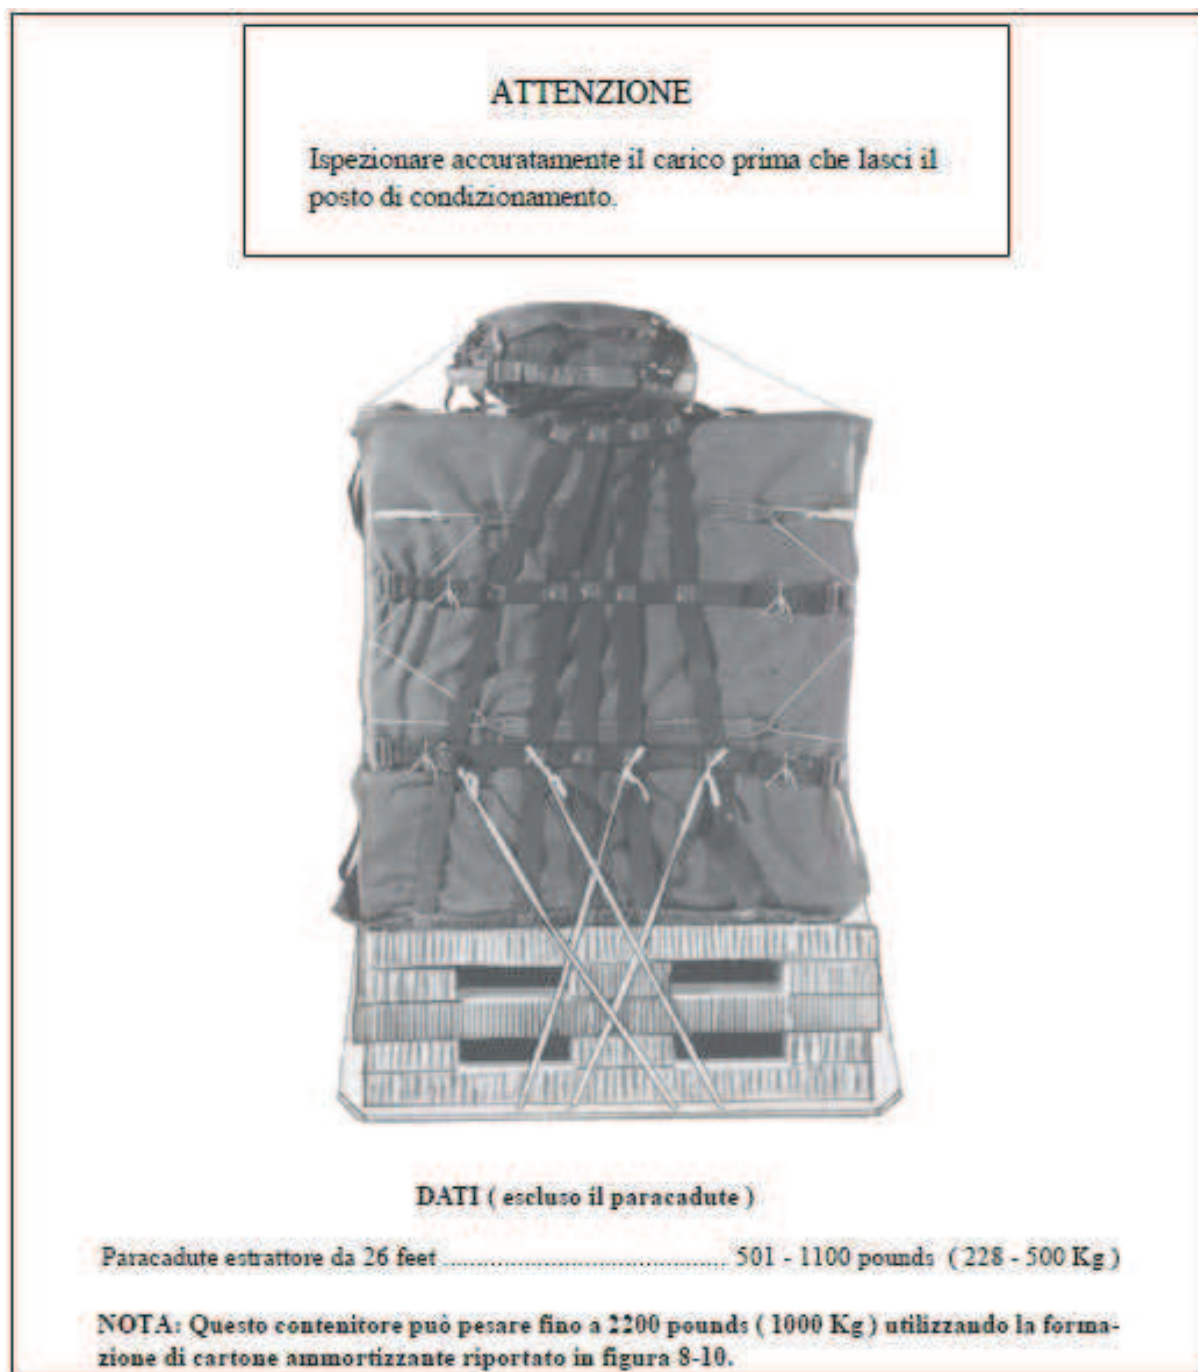 ATTENZIONE
Ispezionare accuratamente il carico prima che lasci il
posto di condizionamento.
DATI ( escluso il paracadute )
Paracadute estrattore da 26 feet ........................................... 501 - 1100 pounds ( 228 - 500 Kg )
NOTA: Questo contenitore può pesare fino a 2200 pounds ( 1000 Kg ) utilizzando la forma-
zione di cartone ammortizzante riportato in figura 8-10.